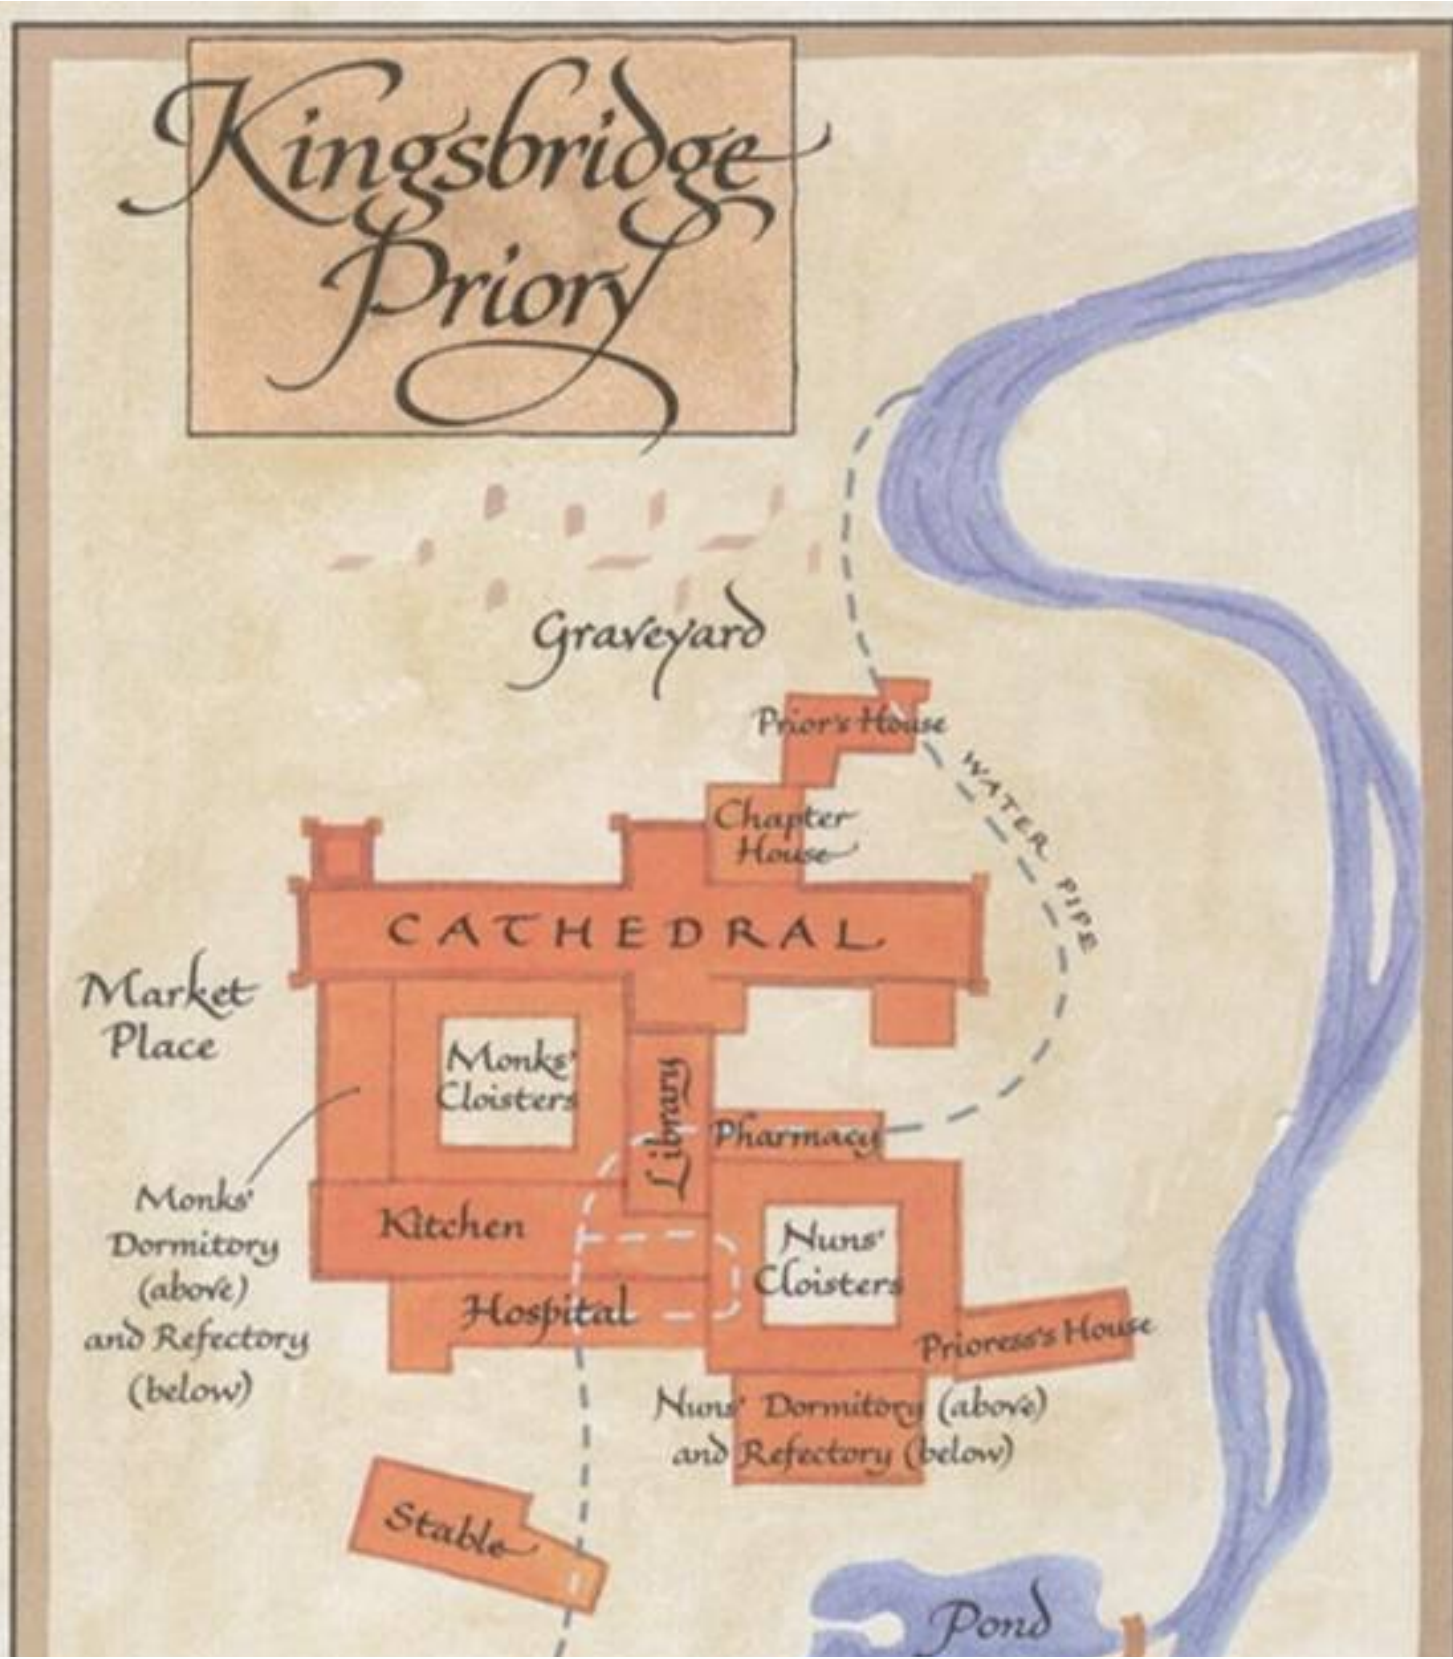 Kingsbridge
Priory
Graveyard
Prior's House
WATER PIPE
Chapter
House
CATHEDRAL
Market
Place
Monks'
Cloisters
Library
Pharmacy
Monks'
Dormitory
(above)
and Refectory
(below)
Kitchen
Nuns'
Cloisters
Hospital
Prioress's House
Nuns' Dormitory (above)
and Refectory (below)
Stable
Pond